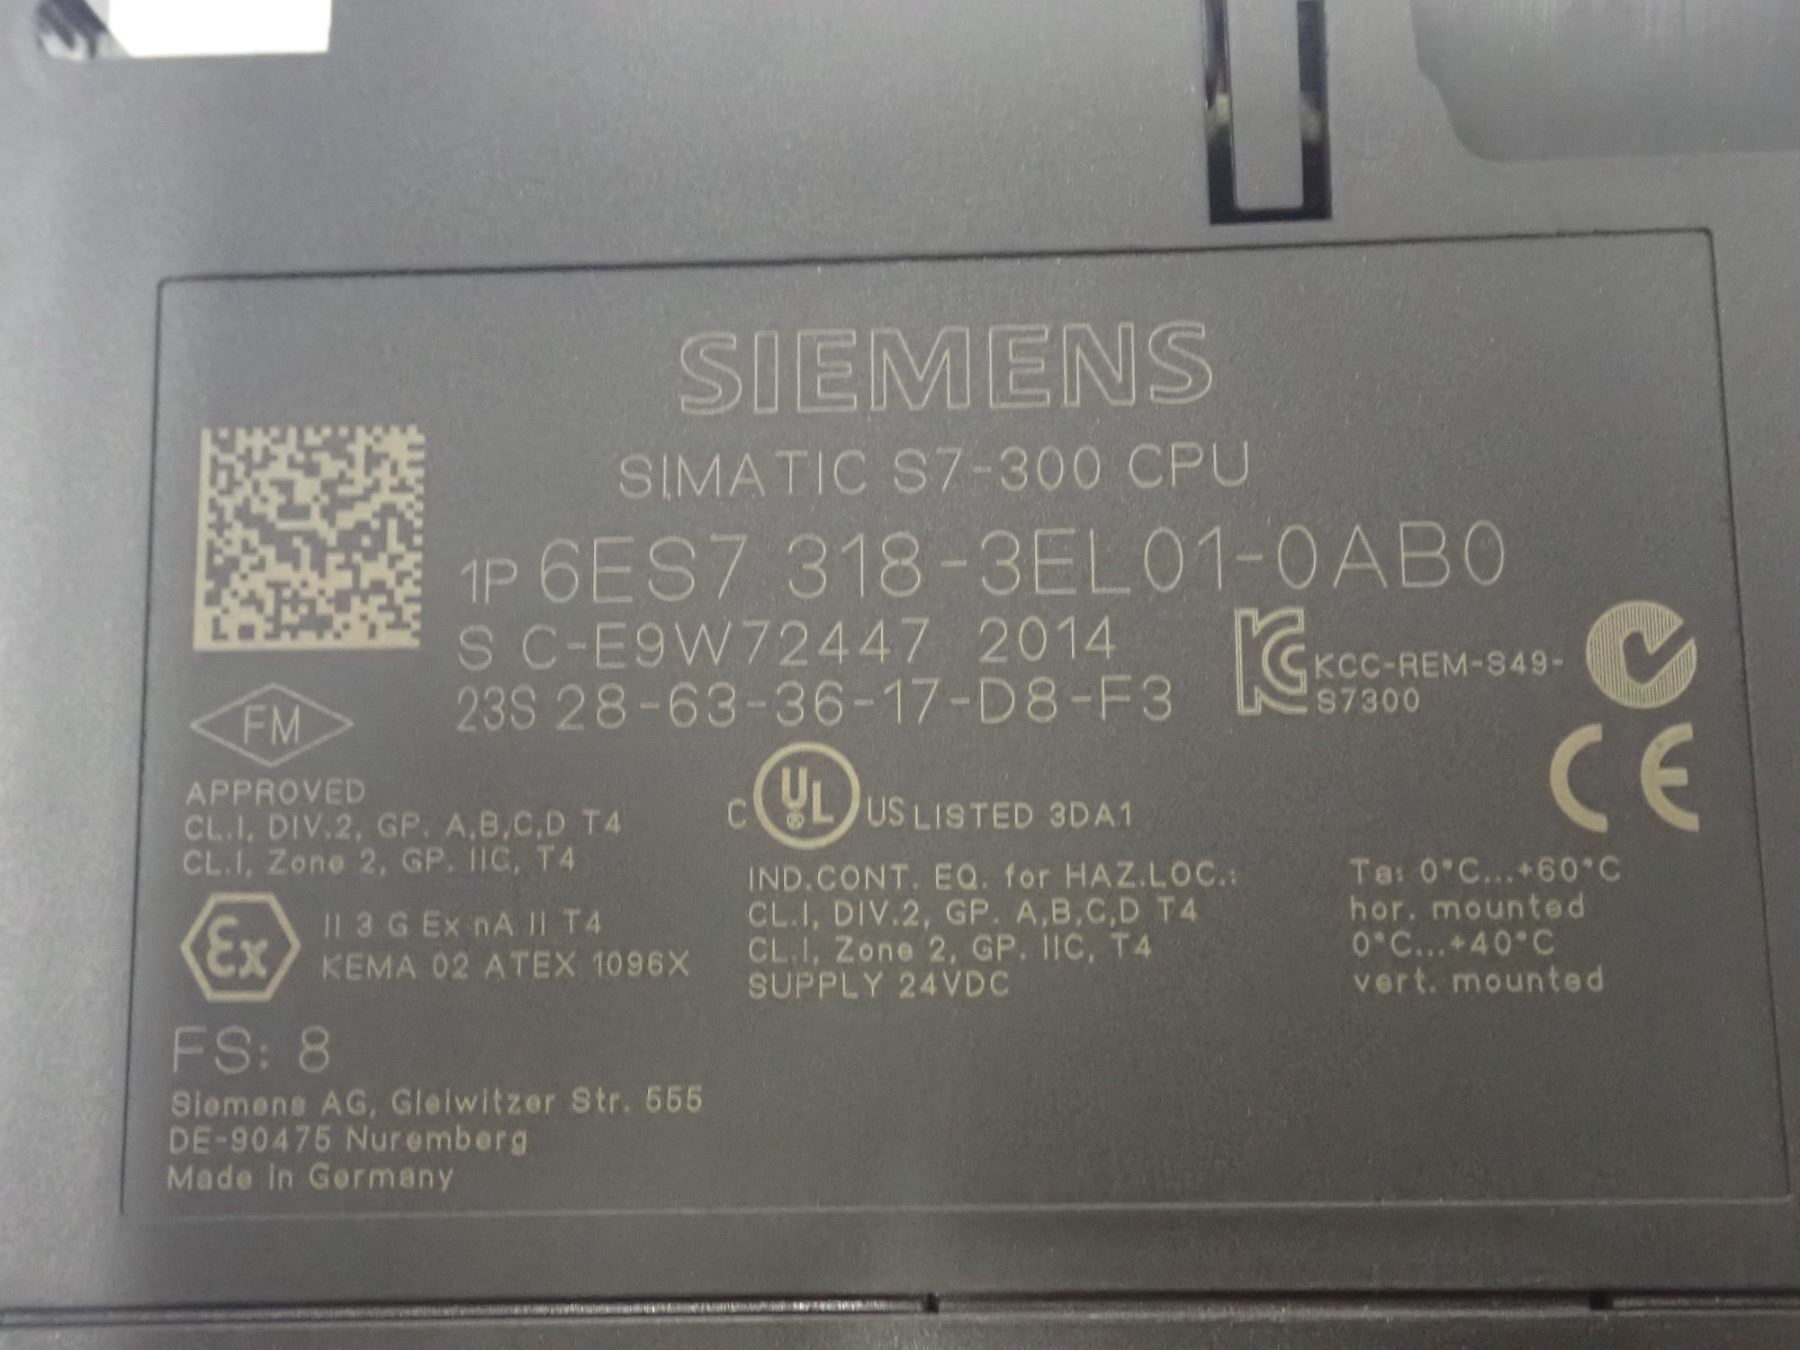 SIEMENS
SIMATIC S7-300 CPU
1P 6ES7 318-3EL01-0AB0
S C-E9W72447 2014
23S 28-63-36-17-D8-F3
KCC-REM-S49-
S7300
FM
APPROVED
CL.I, DIV.2, GP. A,B,C,D T4
CL.I, Zone 2, GP. IIC, T4
C UL ® US LISTED 3DA1
CE
IND.CONT. EQ. for HAZ.LOC.:
CL.I, DIV.2, GP. A,B,C,D T4
CL.I, Zone 2, GP. IIC, T4
SUPPLY 24VDC
Ta: 0°C...+60°C
hor. mounted
0°C...+40°C
vert. mounted
Ex II 3 G Ex nA II T4
KEMA 02 ATEX 1096X
FS: 8
Siemens AG, Gleiwitzer Str. 555
DE-90475 Nuremberg
Made in Germany